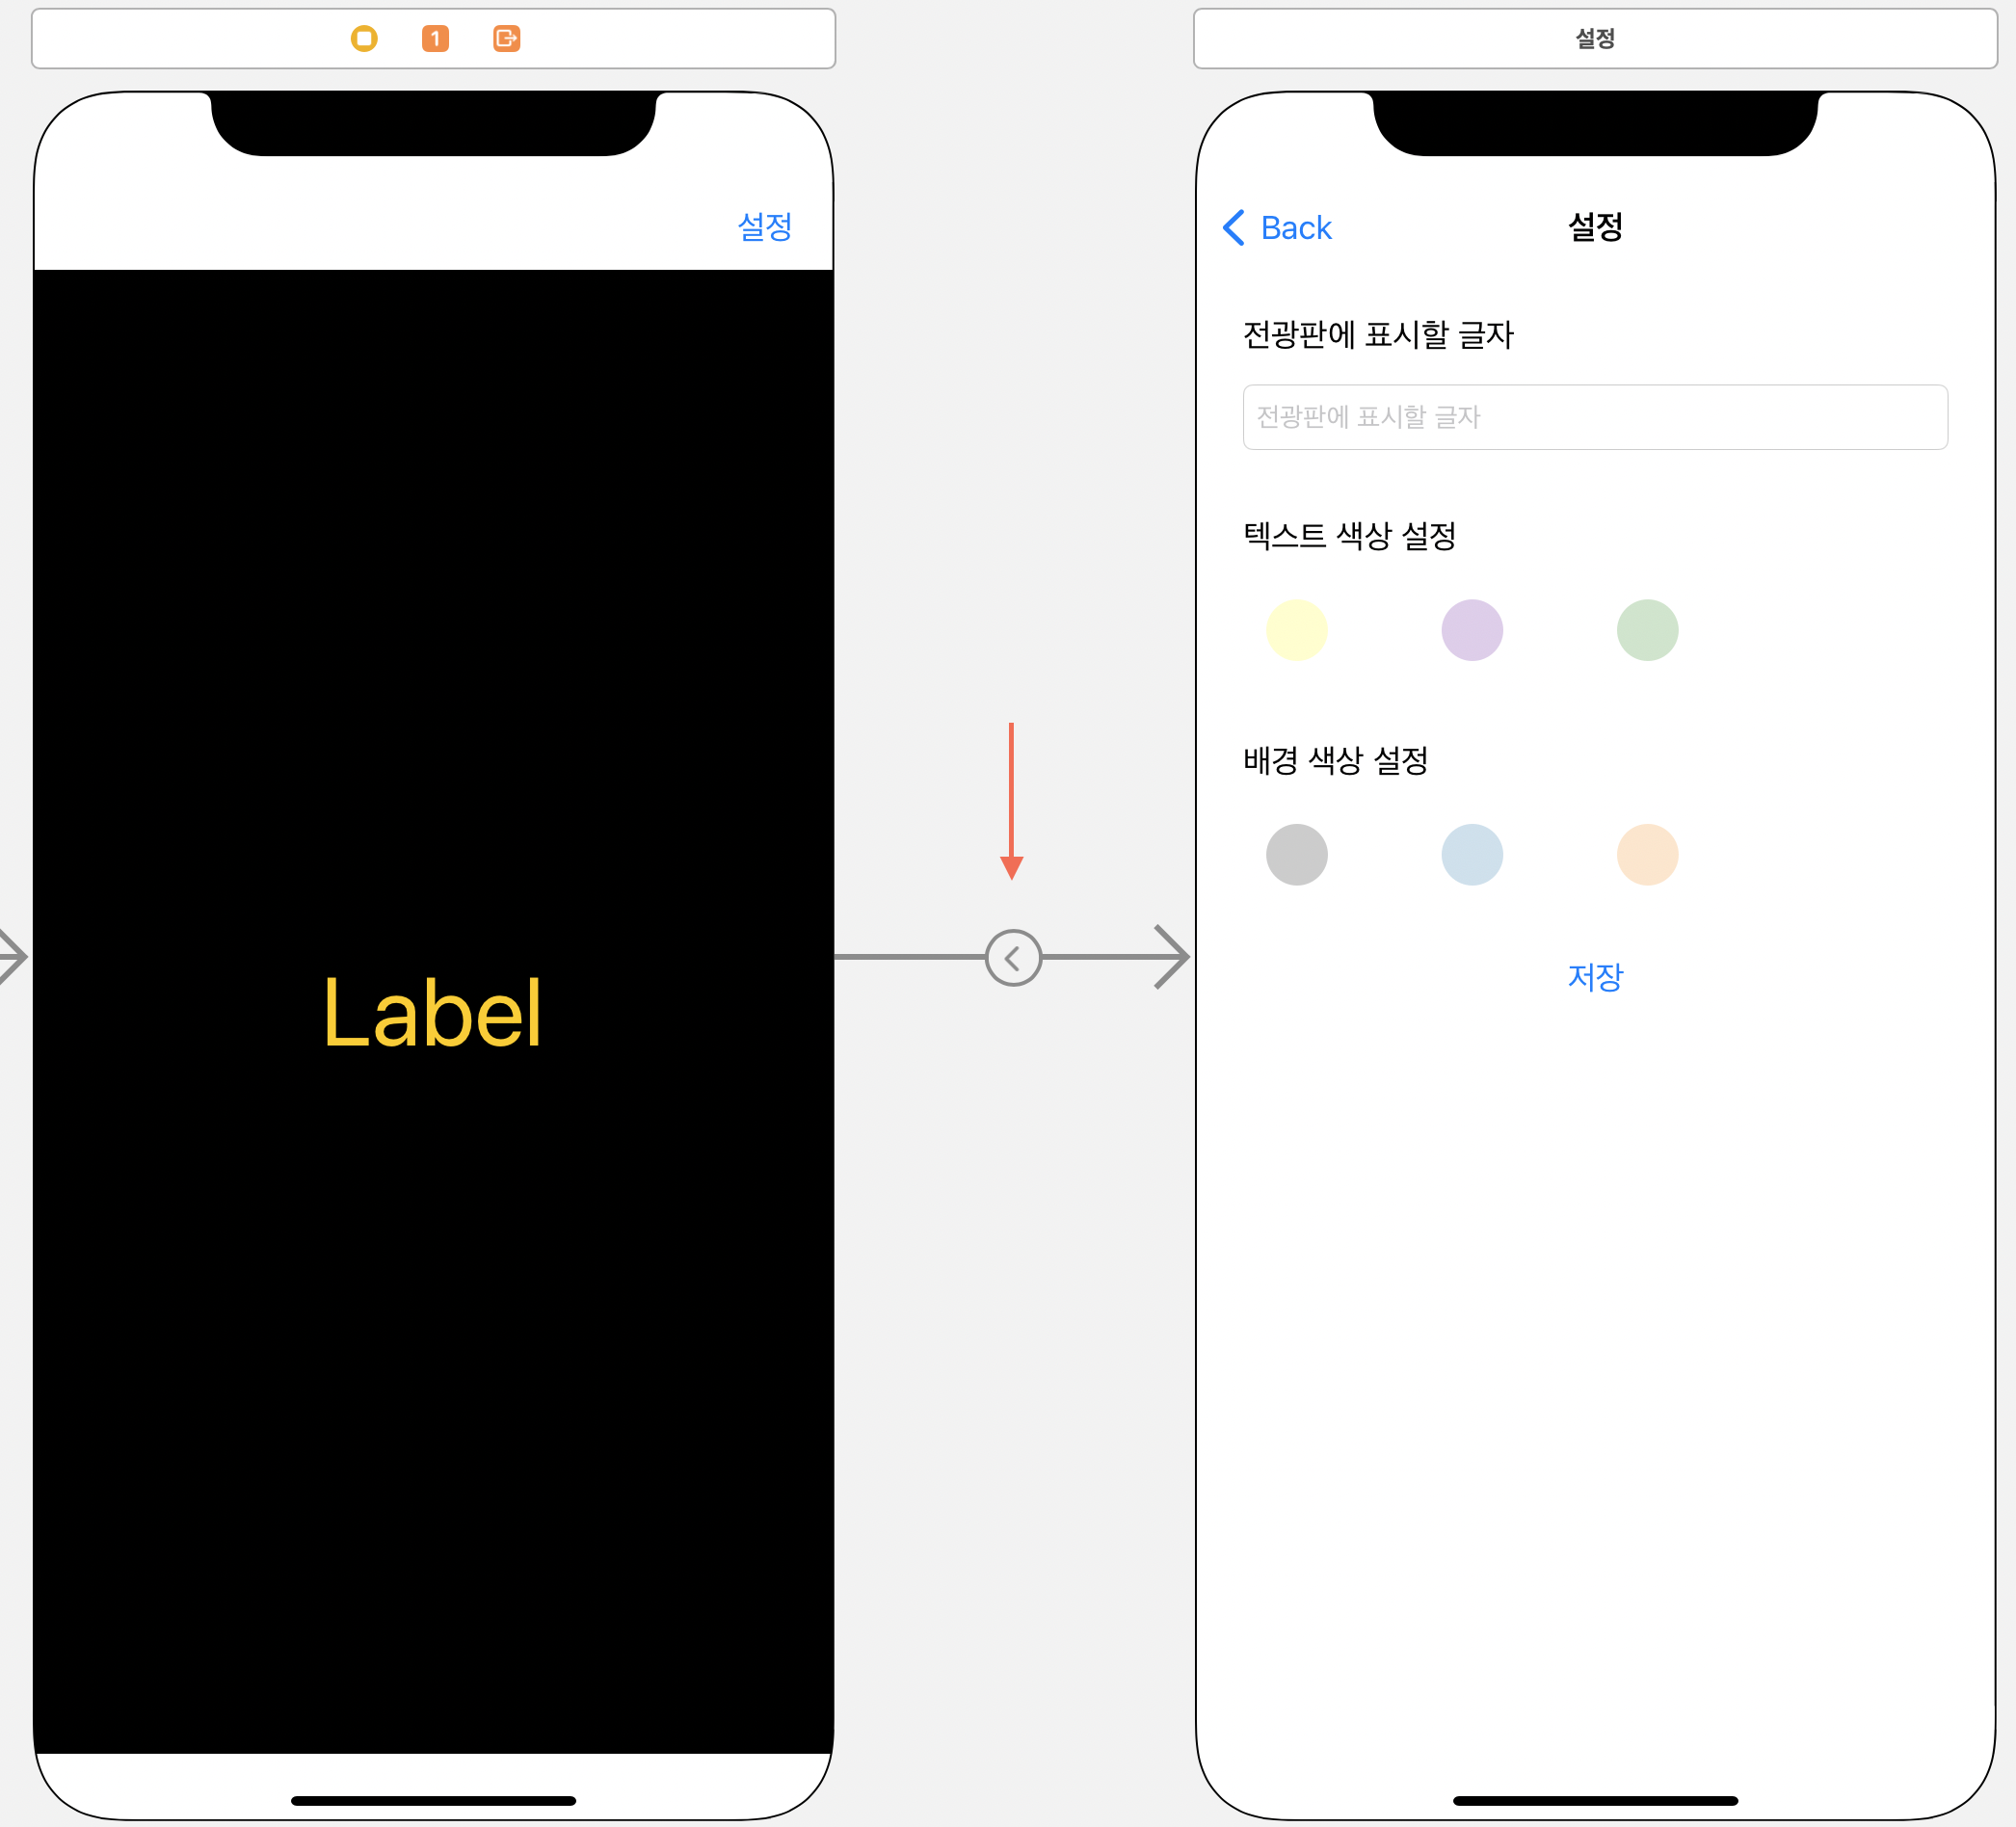 1
설정
Label
설정
Back
설정
전광판에 표시할 글자
전광판에 표시할 글자
텍스트 색상 설정
배경 색상 설정
저장